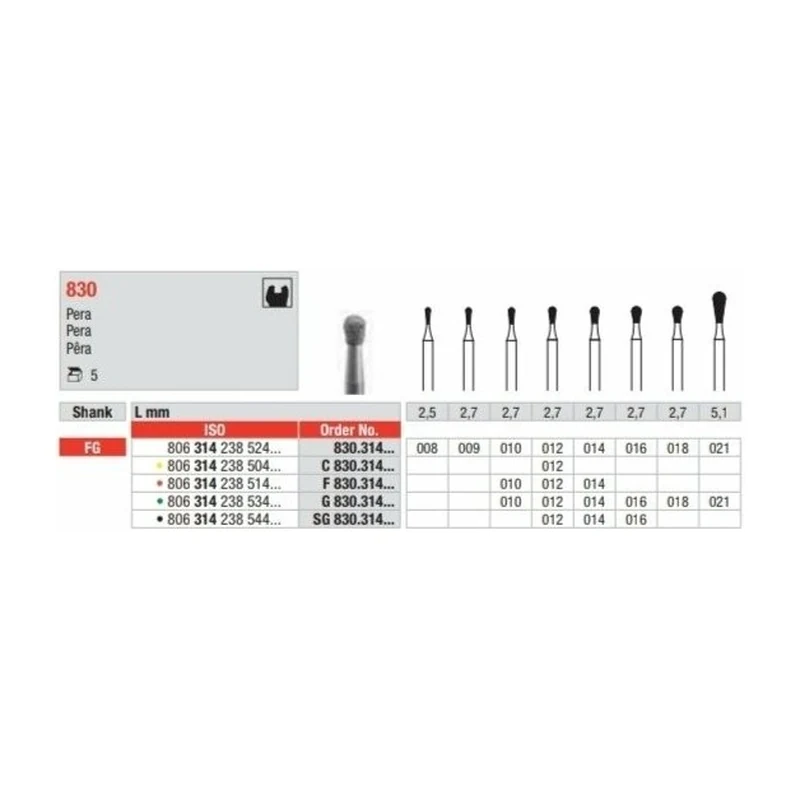 830
Pera
Pera
Pêra
5
Shank L mm 2,5 2,7 2,7 2,7 2,7 2,7 2,7 5,1
ISO Order No.
FG 806 314 238 524... 830.314... 008 009 010 012 014 016 018 021
806 314 238 504... C 830.314... 012
806 314 238 514... F 830.314... 010 012 014
806 314 238 534... G 830.314... 010 012 014 016 018 021
806 314 238 544... SG 830.314... 012 014 016